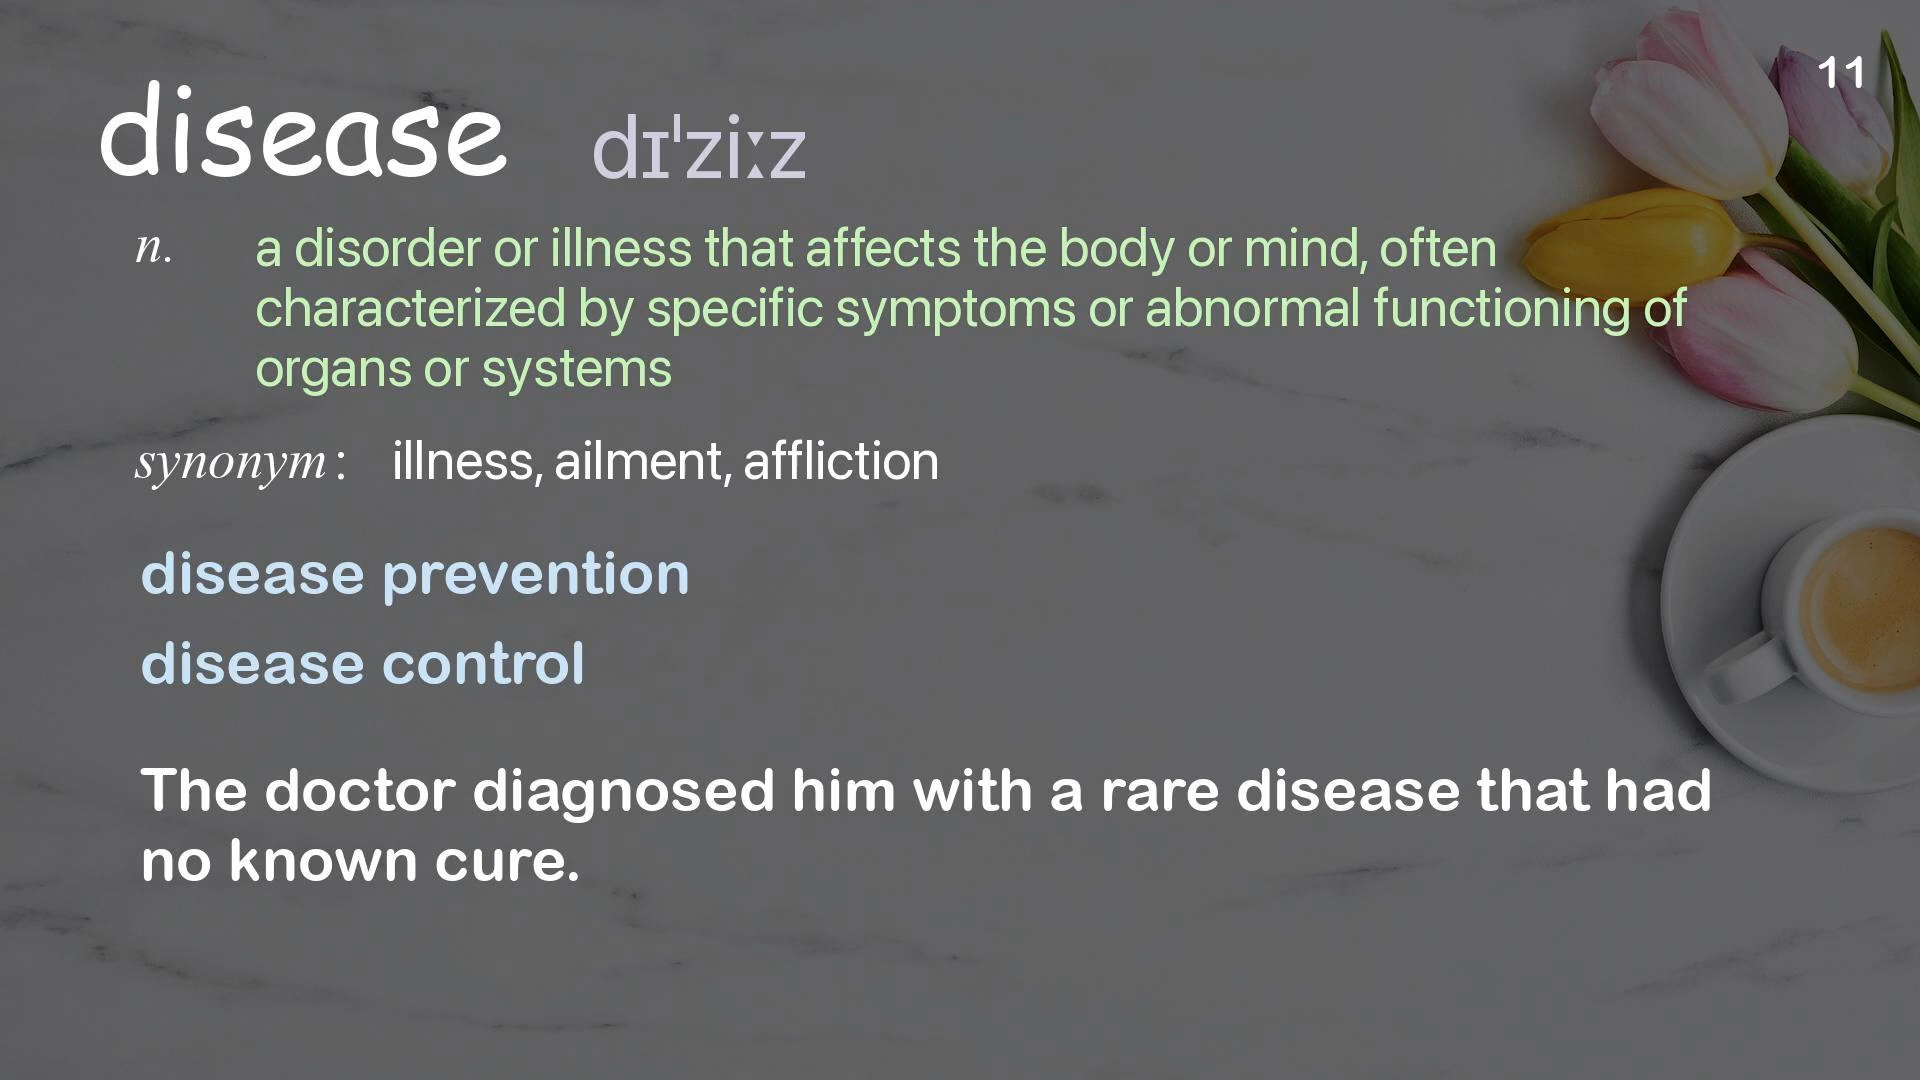 11
disease dɪˈziːz
n. a disorder or illness that affects the body or mind, often
characterized by specific symptoms or abnormal functioning of
organs or systems
synonym: illness, ailment, affliction
disease prevention
disease control
The doctor diagnosed him with a rare disease that had
no known cure.